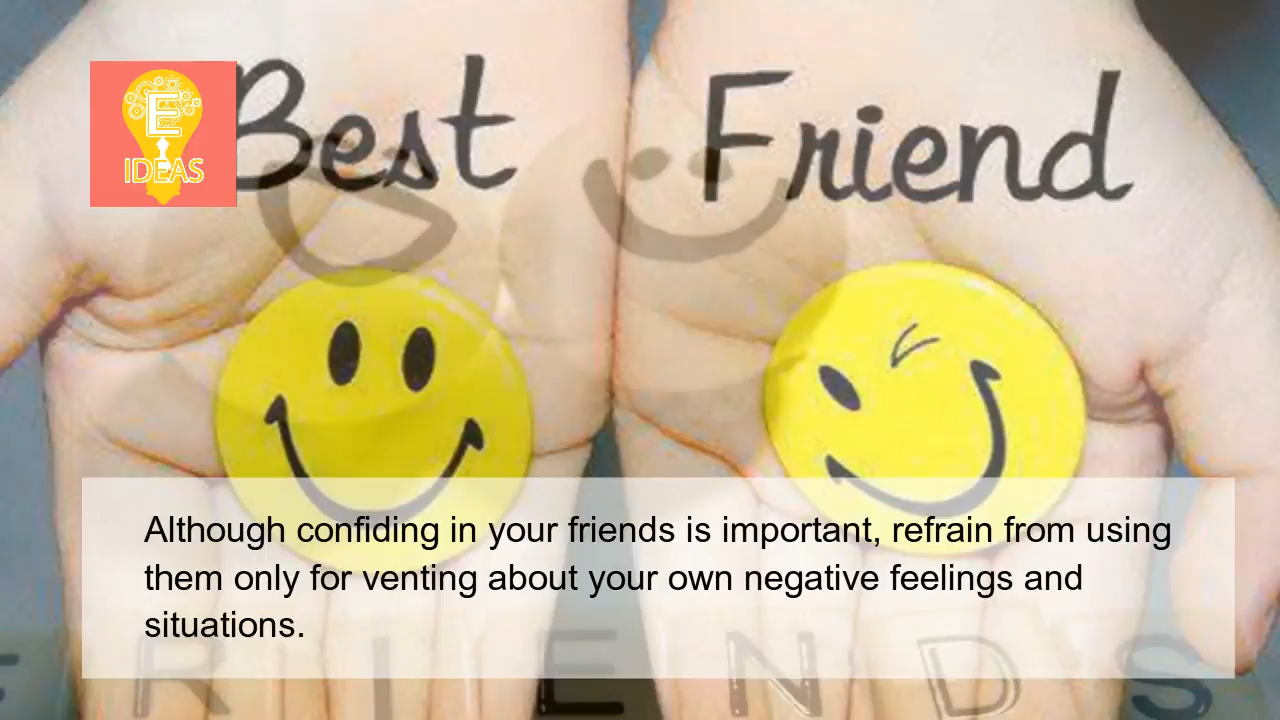 Best Friend
E
IDEAS
Although confiding in your friends is important, refrain from using
them only for venting about your own negative feelings and
situations.
FRIENDS